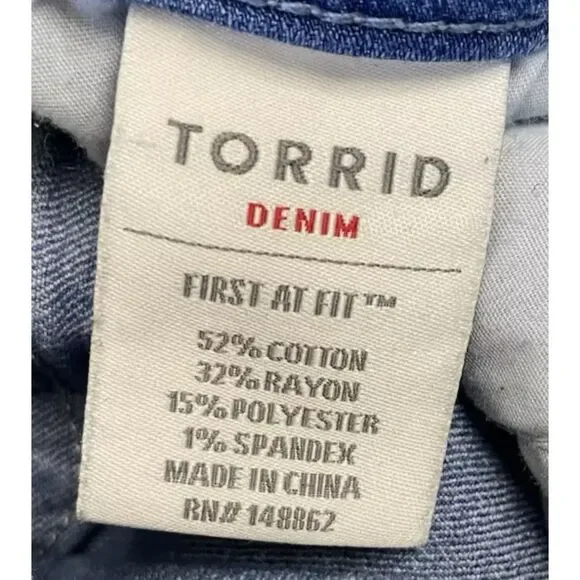 TORRID
DENIM
FIRST AT FIT™
52% COTTON
32% RAYON
15% POLYESTER
1% SPANDEX
MADE IN CHINA
RN# 148862